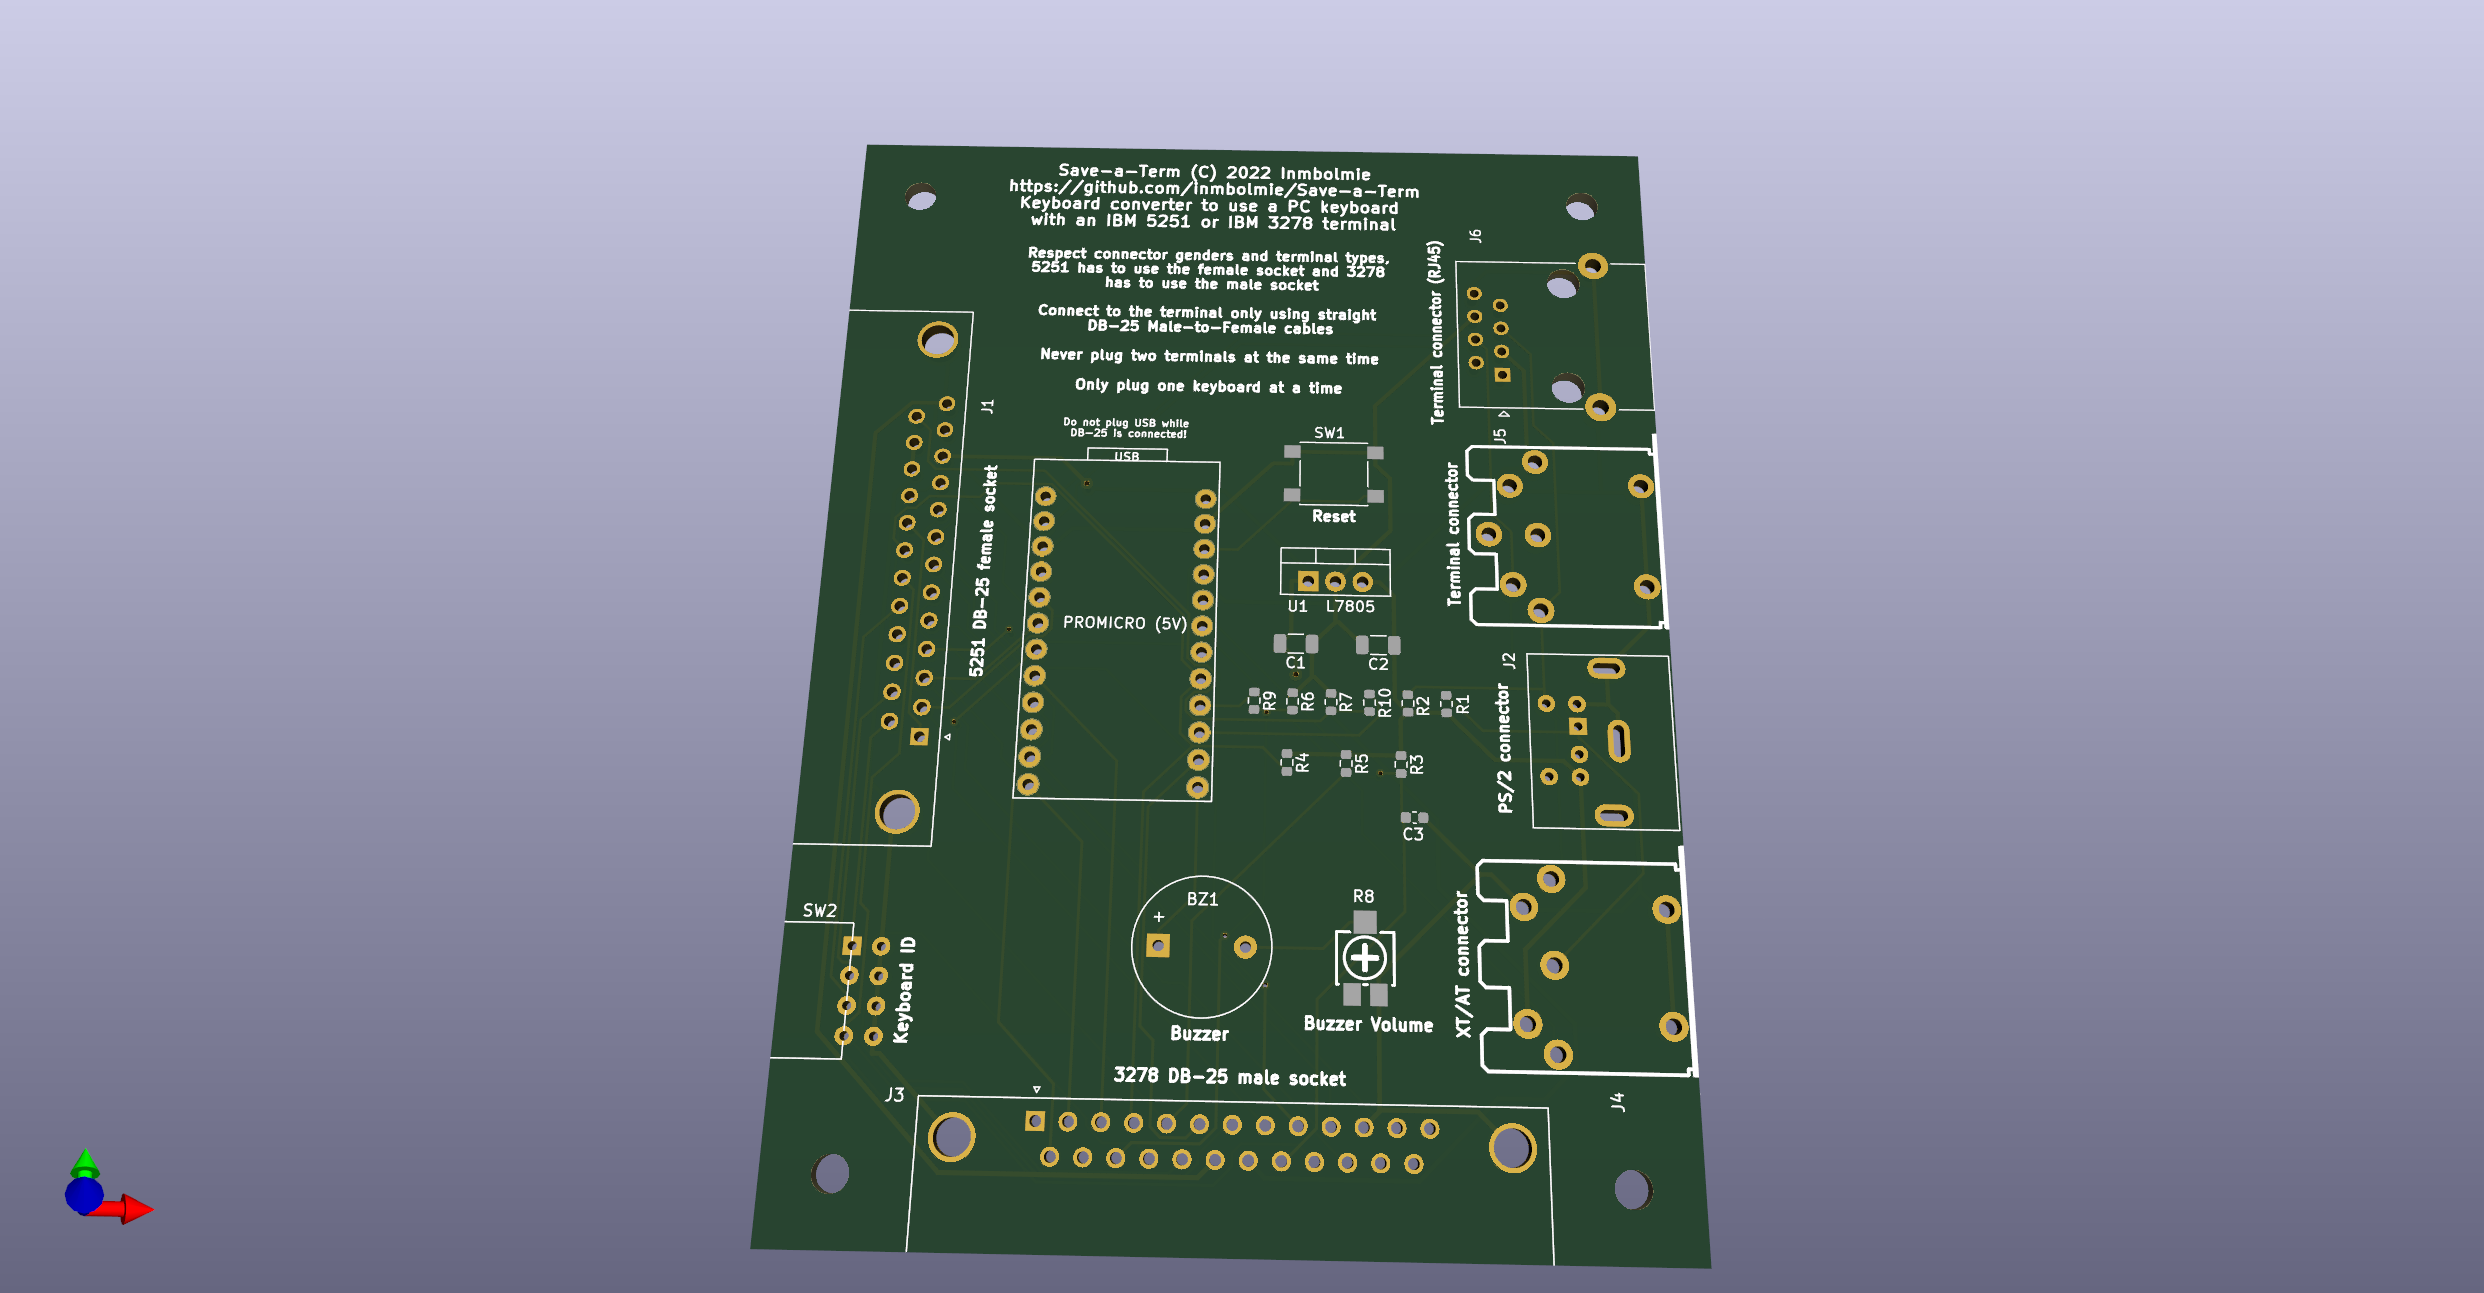 Save-a-Term (C) 2022 Inmbolmie
https://github.com/inmbolmie/Save-a-Term
Keyboard converter to use a PC keyboard
with an IBM 5251 or IBM 3278 terminal
Respect connector genders and terminal types,
5251 has to use the female socket and 3278
has to use the male socket
Connect to the terminal only using straight
DB-25 Male-to-Female cables
Never plug two terminals at the same time
Only plug one keyboard at a time
Do not plug USB while
DB-25 is connected!
USB
J6
Terminal connector (RJ45)
J1
5251 DB-25 female socket
SW1
Reset
J5
Terminal connector
PROMICRO (5V)
U1 L7805
C1
C2
R9
R6
R7
R10
R2
R1
R4
R5
R3
C3
J2
PS/2 connector
SW2
Keyboard ID
BZ1
+
Buzzer
R8
Buzzer Volume
XT/AT connector
J4
3278 DB-25 male socket
J3